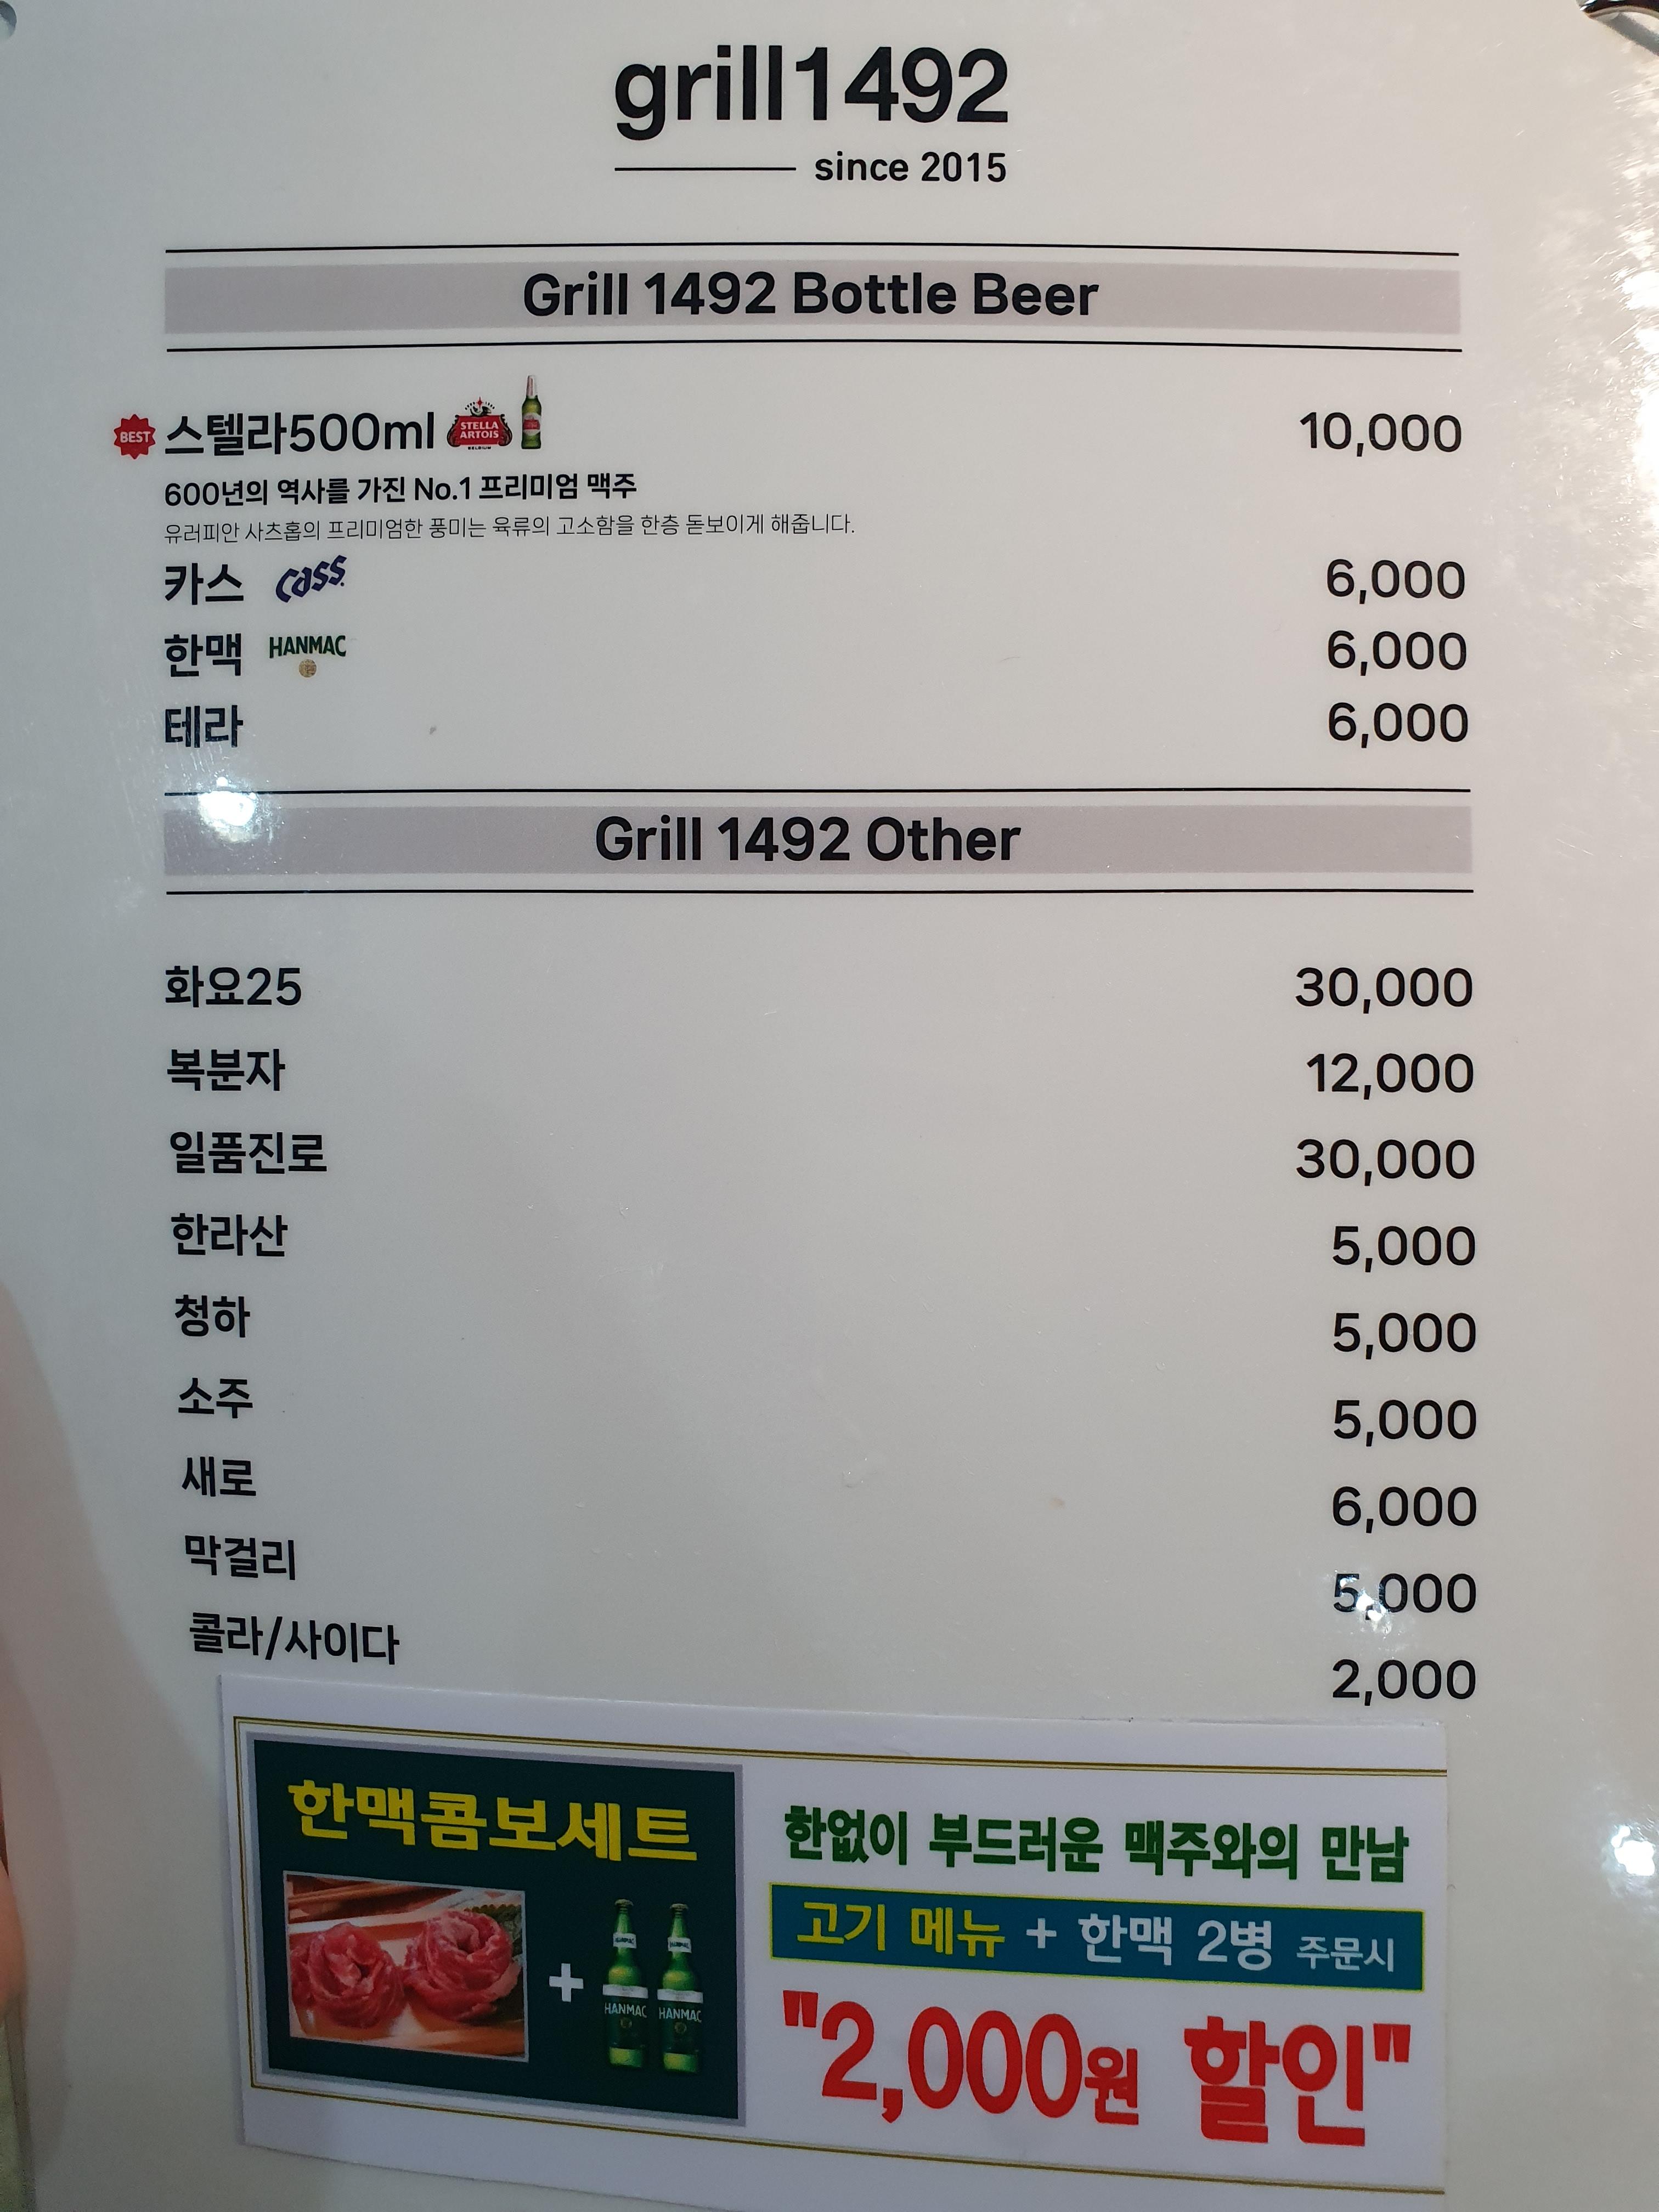 grill1492
since 2015
Grill 1492 Bottle Beer
BEST 스텔라500ml STELLA ARTOIS BELGIUM 10,000
600년의 역사를 가진 No.1 프리미엄 맥주
유러피안 사츠홉의 프리미엄한 풍미는 육류의 고소함을 한층 돋보이게 해줍니다.
카스 Cass 6,000
한맥 HANMAC 6,000
테라 6,000
Grill 1492 Other
화요25 30,000
복분자 12,000
일품진로 30,000
한라산 5,000
청하 5,000
소주 5,000
새로 6,000
막걸리 5,000
콜라/사이다 2,000
한맥콤보세트
+
HANMAC HANMAC
한없이 부드러운 맥주와의 만남
고기 메뉴 + 한맥 2병 주문시
"2,000원 할인"